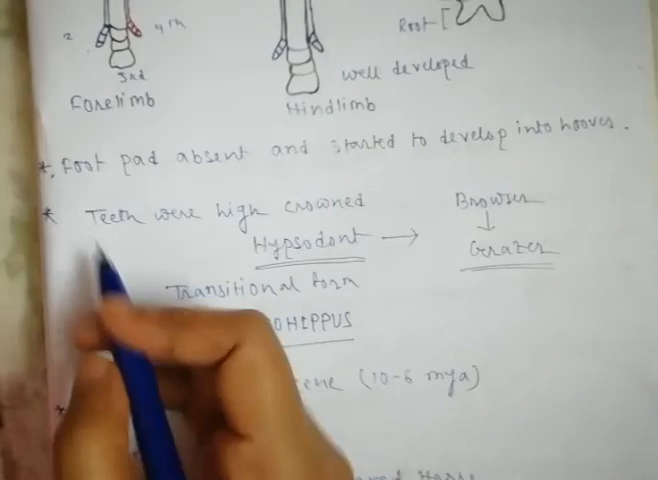 2
4th
Root
3rd
well developed
Forelimb
Hindlimb
* Foot pad absent and started to develop into hooves.
* Teeth were high crowned
Browser
Hypsodont → Grazer
Transitional form
OHIPPUS
cene (10-6 mya)
*